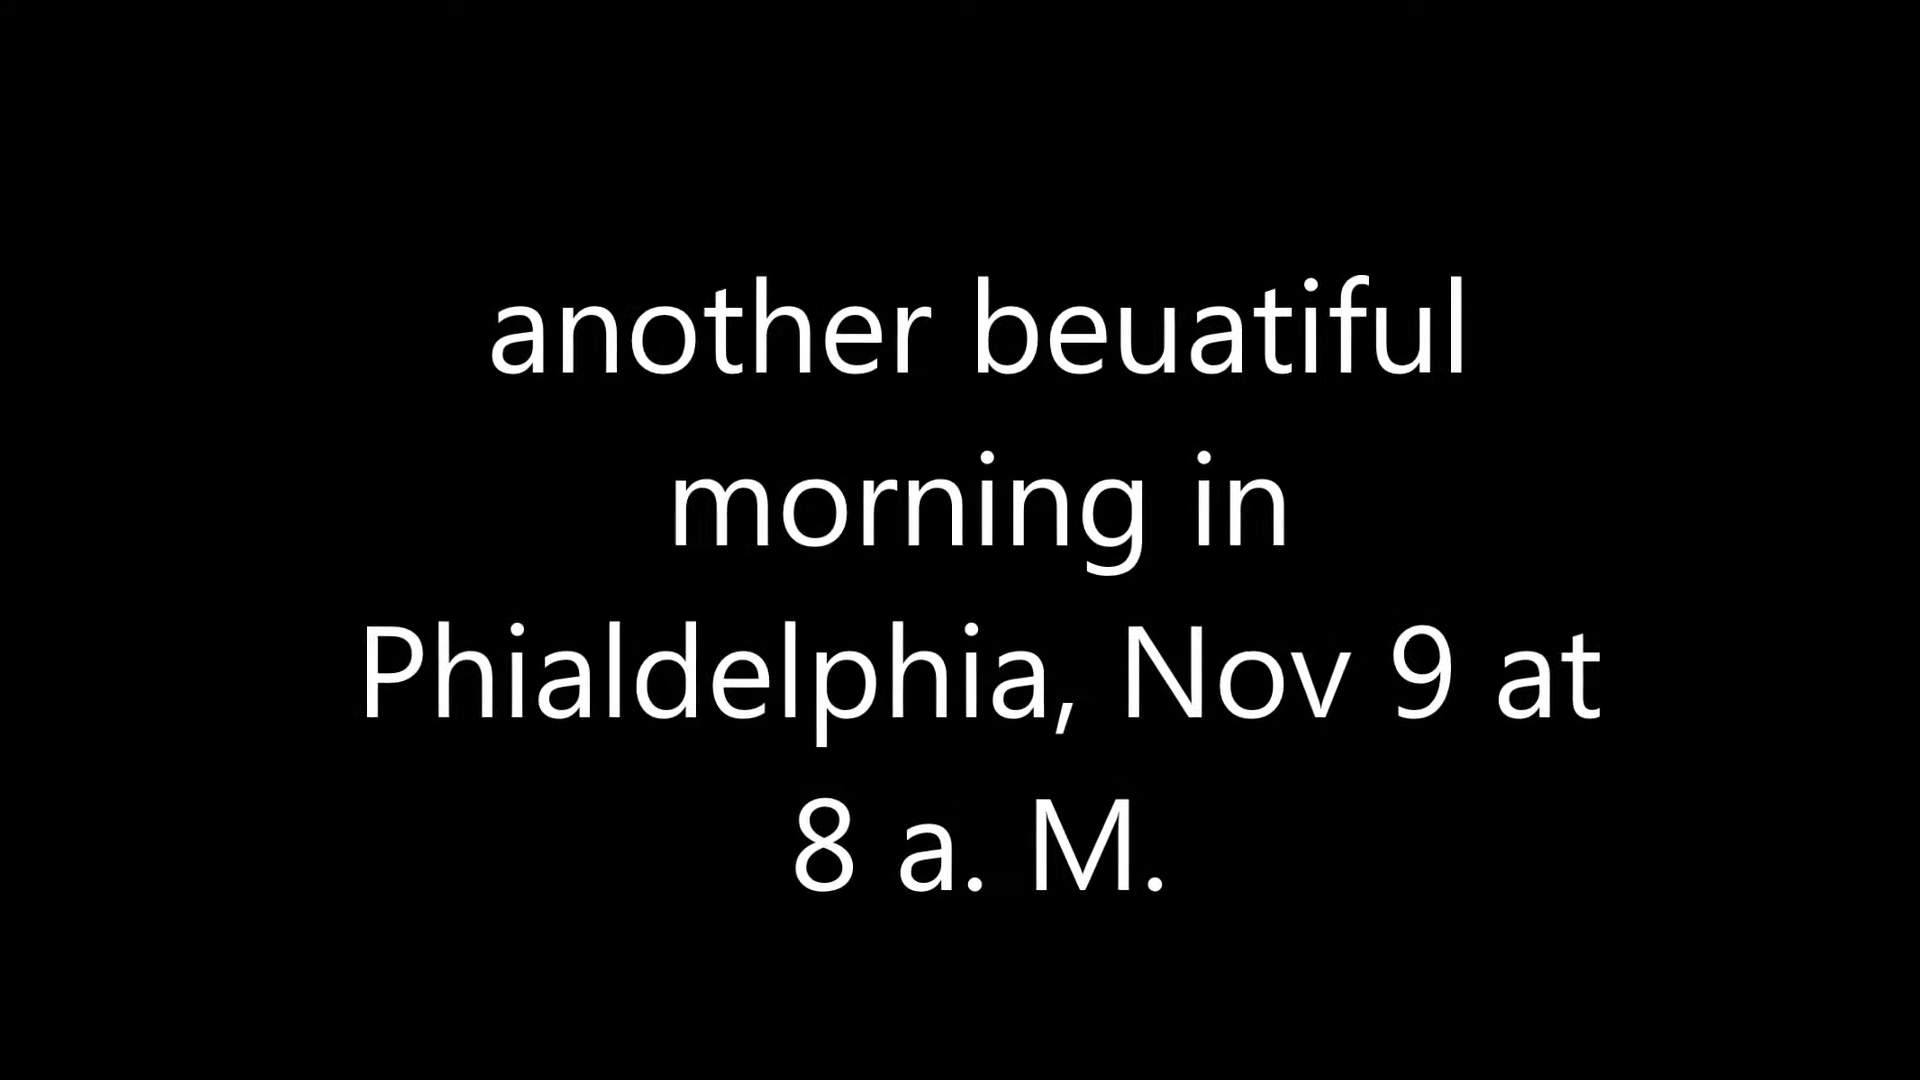 another beuatiful
morning in
Phialdelphia, Nov 9 at
8 a. M.